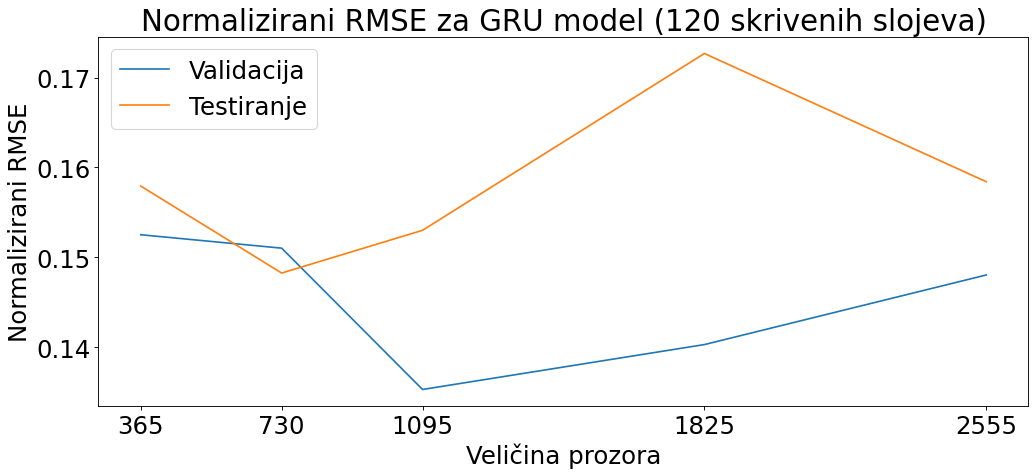 Normalizirani RMSE za GRU model (120 skrivenih slojeva)
Validacija
Testiranje
Normalizirani RMSE
0.17
0.16
0.15
0.14
365 730 1095 1825 2555
Veličina prozora